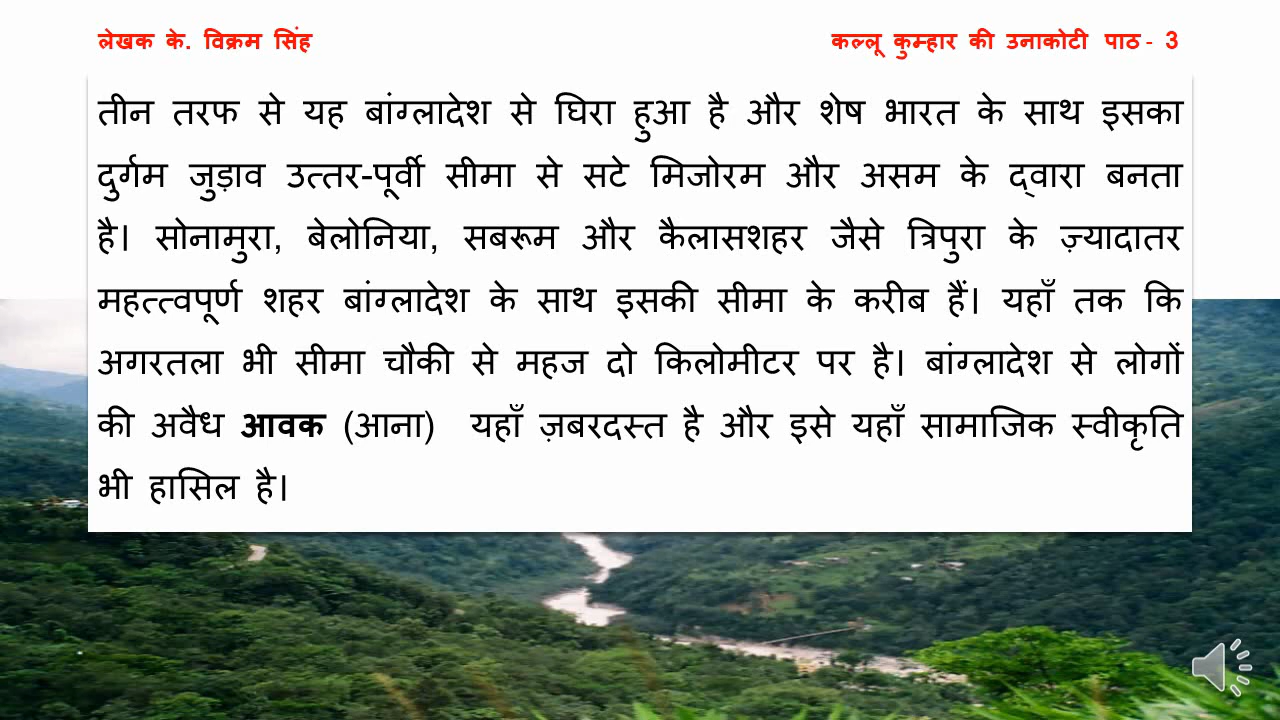 लेखक के. विक्रम सिंह
कल्लू कुम्हार की उनाकोटी पाठ - 3
तीन तरफ से यह बांग्लादेश से घिरा हुआ है और शेष भारत के साथ इसका
दुर्गम जुड़ाव उत्तर-पूर्वी सीमा से सटे मिजोरम और असम के द्वारा बनता
है। सोनामुरा, बेलोनिया, सबरूम और कैलासशहर जैसे त्रिपुरा के ज़्यादातर
महत्त्वपूर्ण शहर बांग्लादेश के साथ इसकी सीमा के करीब हैं। यहाँ तक कि
अगरतला भी सीमा चौकी से महज दो किलोमीटर पर है। बांग्लादेश से लोगों
की अवैध आवक (आना) यहाँ ज़बरदस्त है और इसे यहाँ सामाजिक स्वीकृति
भी हासिल है।